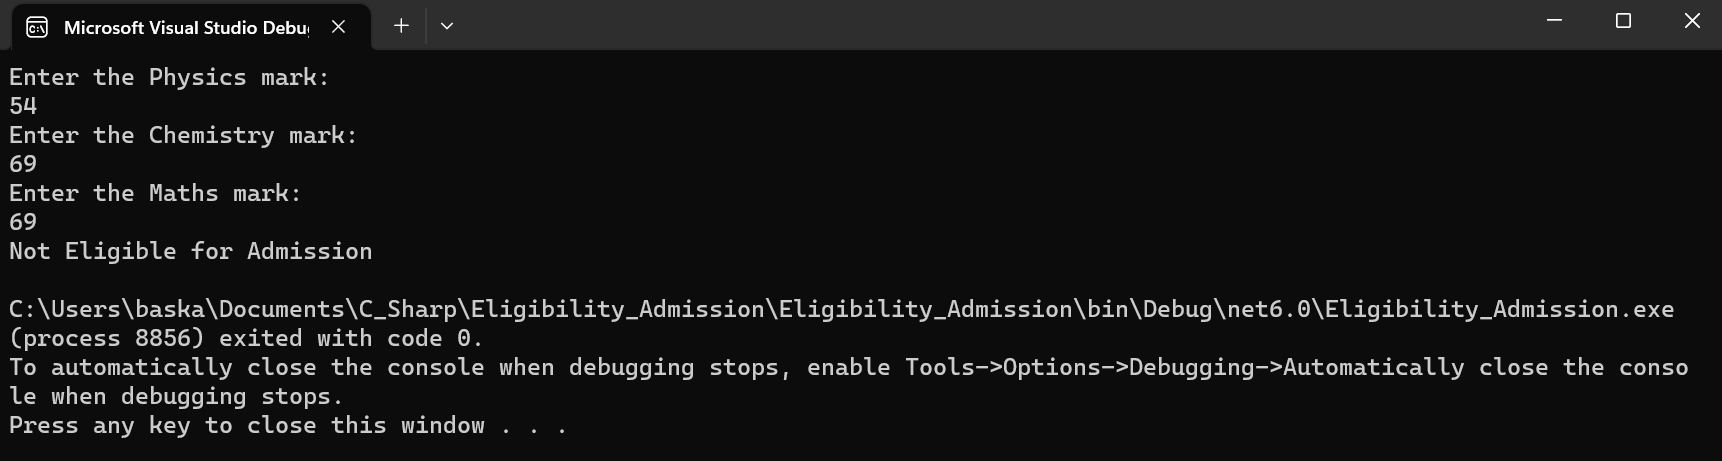 Microsoft Visual Studio Debu
Enter the Physics mark:
54
Enter the Chemistry mark:
69
Enter the Maths mark:
69
Not Eligible for Admission
C:\Users\baska\Documents\C_Sharp\Eligibility_Admission\Eligibility_Admission\bin\Debug\net6.0\Eligibility_Admission.exe
(process 8856) exited with code 0.
To automatically close the console when debugging stops, enable Tools->Options->Debugging->Automatically close the conso
le when debugging stops.
Press any key to close this window . . .